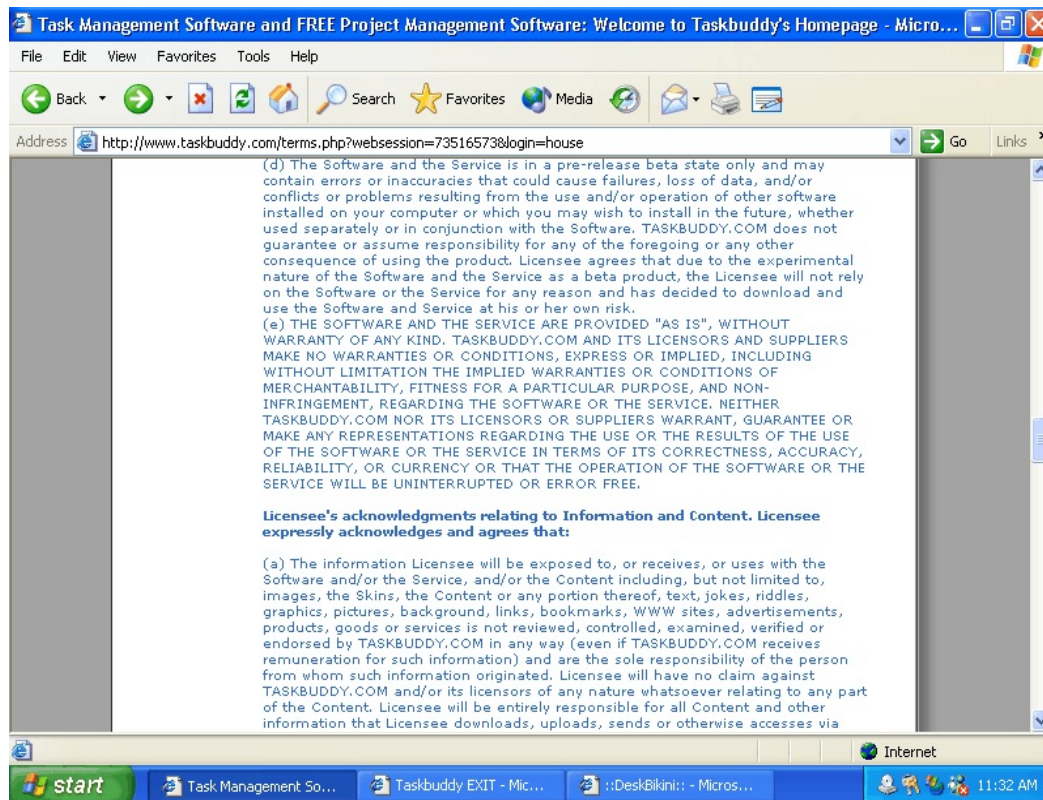 Task Management Software and FREE Project Management Software: Welcome to Taskbuddy's Homepage - Micro...
File Edit View Favorites Tools Help
Back Search Favorites Media
Address http://www.taskbuddy.com/terms.php?websession=73516573&login=house Go Links
(d) The Software and the Service is in a pre-release beta state only and may
contain errors or inaccuracies that could cause failures, loss of data, and/or
conflicts or problems resulting from the use and/or operation of other software
installed on your computer or which you may wish to install in the future, whether
used separately or in conjunction with the Software. TASKBUDDY.COM does not
guarantee or assume responsibility for any of the foregoing or any other
consequence of using the product. Licensee agrees that due to the experimental
nature of the Software and the Service as a beta product, the Licensee will not rely
on the Software or the Service for any reason and has decided to download and
use the Software and Service at his or her own risk.
(e) THE SOFTWARE AND THE SERVICE ARE PROVIDED "AS IS", WITHOUT
WARRANTY OF ANY KIND. TASKBUDDY.COM AND ITS LICENSORS AND SUPPLIERS
MAKE NO WARRANTIES OR CONDITIONS, EXPRESS OR IMPLIED, INCLUDING
WITHOUT LIMITATION THE IMPLIED WARRANTIES OR CONDITIONS OF
MERCHANTABILITY, FITNESS FOR A PARTICULAR PURPOSE, AND NON-
INFRINGEMENT, REGARDING THE SOFTWARE OR THE SERVICE. NEITHER
TASKBUDDY.COM NOR ITS LICENSORS OR SUPPLIERS WARRANT, GUARANTEE OR
MAKE ANY REPRESENTATIONS REGARDING THE USE OR THE RESULTS OF THE USE
OF THE SOFTWARE OR THE SERVICE IN TERMS OF ITS CORRECTNESS, ACCURACY,
RELIABILITY, OR CURRENCY OR THAT THE OPERATION OF THE SOFTWARE OR THE
SERVICE WILL BE UNINTERRUPTED OR ERROR FREE.
Licensee's acknowledgments relating to Information and Content. Licensee
expressly acknowledges and agrees that:
(a) The information Licensee will be exposed to, or receives, or uses with the
Software and/or the Service, and/or the Content including, but not limited to,
images, the Skins, the Content or any portion thereof, text, jokes, riddles,
graphics, pictures, background, links, bookmarks, WWW sites, advertisements,
products, goods or services is not reviewed, controlled, examined, verified or
endorsed by TASKBUDDY.COM in any way (even if TASKBUDDY.COM receives
remuneration for such information) and are the sole responsibility of the person
from whom such information originated. Licensee will have no claim against
TASKBUDDY.COM and/or its licensors of any nature whatsoever relating to any part
of the Content. Licensee will be entirely responsible for all Content and other
information that Licensee downloads, uploads, sends or otherwise accesses via
Internet
start Task Management So... Taskbuddy EXIT - Mic... ::DeskBikini:: - Micros... 11:32 AM